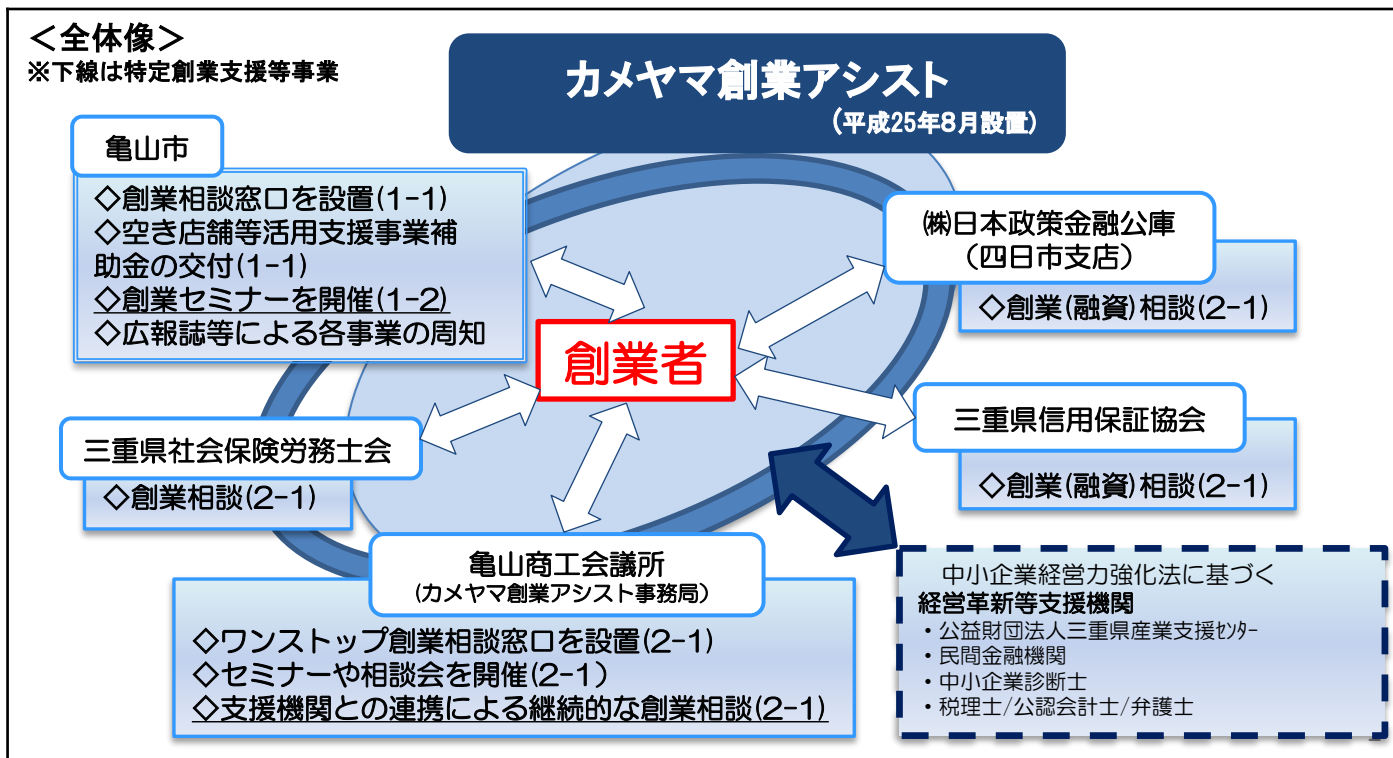 ＜全体像＞
※下線は特定創業支援等事業
カメヤマ創業アシスト
(平成25年8月設置)
亀山市
◇創業相談窓口を設置(1-1)
◇空き店舗等活用支援事業補
助金の交付(1-1)
◇創業セミナーを開催(1-2)
◇広報誌等による各事業の周知
㈱日本政策金融公庫
（四日市支店）
◇創業(融資)相談(2-1)
創業者
三重県信用保証協会
◇創業(融資)相談(2-1)
三重県社会保険労務士会
◇創業相談(2-1)
亀山商工会議所
(カメヤマ創業アシスト事務局)
◇ワンストップ創業相談窓口を設置(2-1)
◇セミナーや相談会を開催(2-1)
◇支援機関との連携による継続的な創業相談(2-1)
中小企業経営力強化法に基づく
経営革新等支援機関
・公益財団法人三重県産業支援ｾﾝﾀｰ
・民間金融機関
・中小企業診断士
・税理士/公認会計士/弁護士